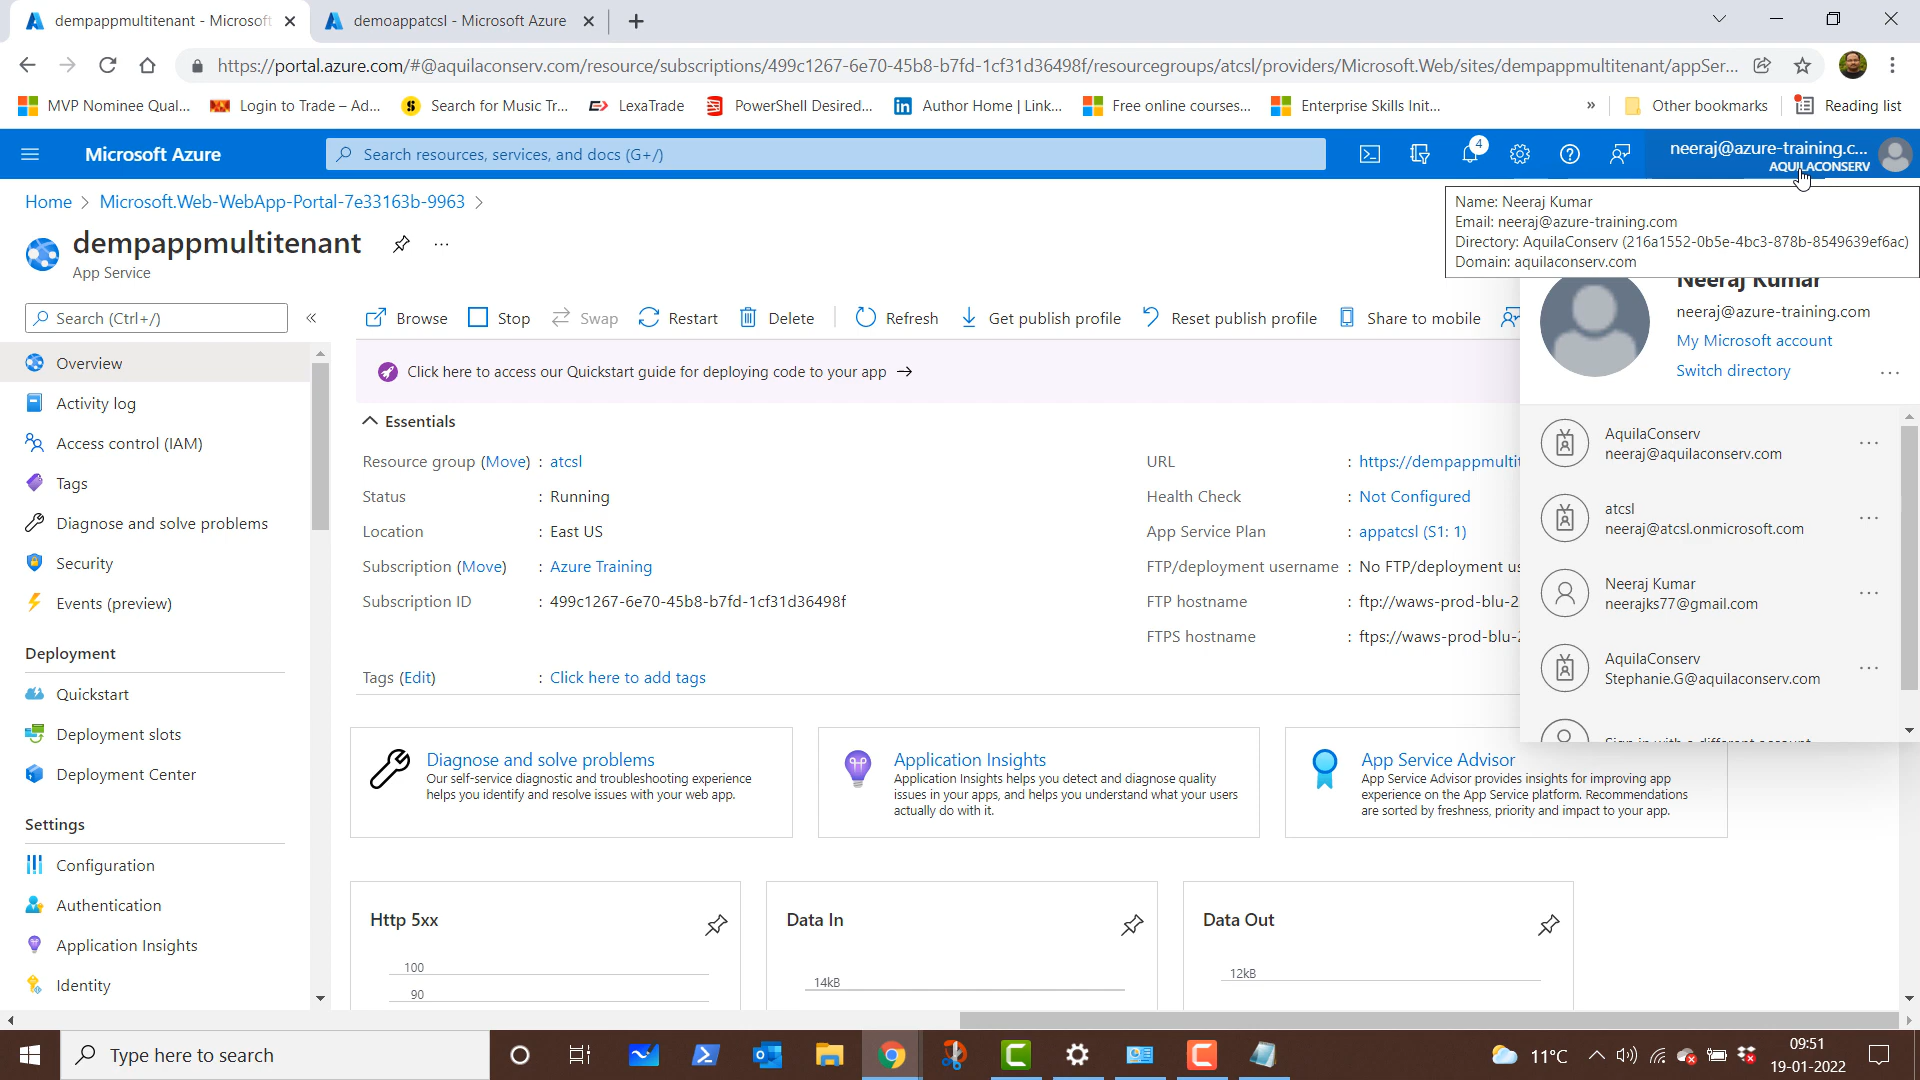 dempappmultitenant - Microsoft
demoappatcsl - Microsoft Azure
https://portal.azure.com/#@aquilaconserv.com/resource/subscriptions/499c1267-6e70-45b8-b7fd-1cf31d36498f/resourcegroups/atcsl/providers/Microsoft.Web/sites/dempappmultitenant/appSer...
MVP Nominee Qual...
Login to Trade – Ad...
Search for Music Tr...
LexaTrade
PowerShell Desired...
Author Home | Link...
Free online courses...
Enterprise Skills Init...
»
Other bookmarks
Reading list
Microsoft Azure
Search resources, services, and docs (G+/)
4
neeraj@azure-training.c...
AQUILACONSERV
Name: Neeraj Kumar
Email: neeraj@azure-training.com
Directory: AquilaConserv (216a1552-0b5e-4bc3-878b-8549639ef6ac)
Domain: aquilaconserv.com
Home > Microsoft.Web-WebApp-Portal-7e33163b-9963 >
dempappmultitenant
...
App Service
Search (Ctrl+/)
«
Overview
Activity log
Access control (IAM)
Tags
Diagnose and solve problems
Security
Events (preview)
Deployment
Quickstart
Deployment slots
Deployment Center
Settings
Configuration
Authentication
Application Insights
Identity
Browse
Stop
Swap
Restart
Delete
Refresh
Get publish profile
Reset publish profile
Share to mobile
Click here to access our Quickstart guide for deploying code to your app →
Essentials
Resource group (Move) : atcsl
Status : Running
Location : East US
Subscription (Move) : Azure Training
Subscription ID : 499c1267-6e70-45b8-b7fd-1cf31d36498f
URL : https://dempappmultit
Health Check : Not Configured
App Service Plan : appatcsl (S1: 1)
FTP/deployment username : No FTP/deployment us
FTP hostname : ftp://waws-prod-blu-2
FTPS hostname : ftps://waws-prod-blu-2
Tags (Edit) : Click here to add tags
Neeraj Kumar
neeraj@azure-training.com
My Microsoft account
Switch directory
...
AquilaConserv
neeraj@aquilaconserv.com
...
atcsl
neeraj@atcsl.onmicrosoft.com
...
Neeraj Kumar
neerajks77@gmail.com
...
AquilaConserv
Stephanie.G@aquilaconserv.com
...
Sign in with a different account
Diagnose and solve problems
Our self-service diagnostic and troubleshooting experience
helps you identify and resolve issues with your web app.
Application Insights
Application Insights helps you detect and diagnose quality
issues in your apps, and helps you understand what your users
actually do with it.
App Service Advisor
App Service Advisor provides insights for improving app
experience on the App Service platform. Recommendations
are sorted by freshness, priority and impact to your app.
Http 5xx
100
90
Data In
14kB
Data Out
12kB
Type here to search
11°C
09:51
19-01-2022